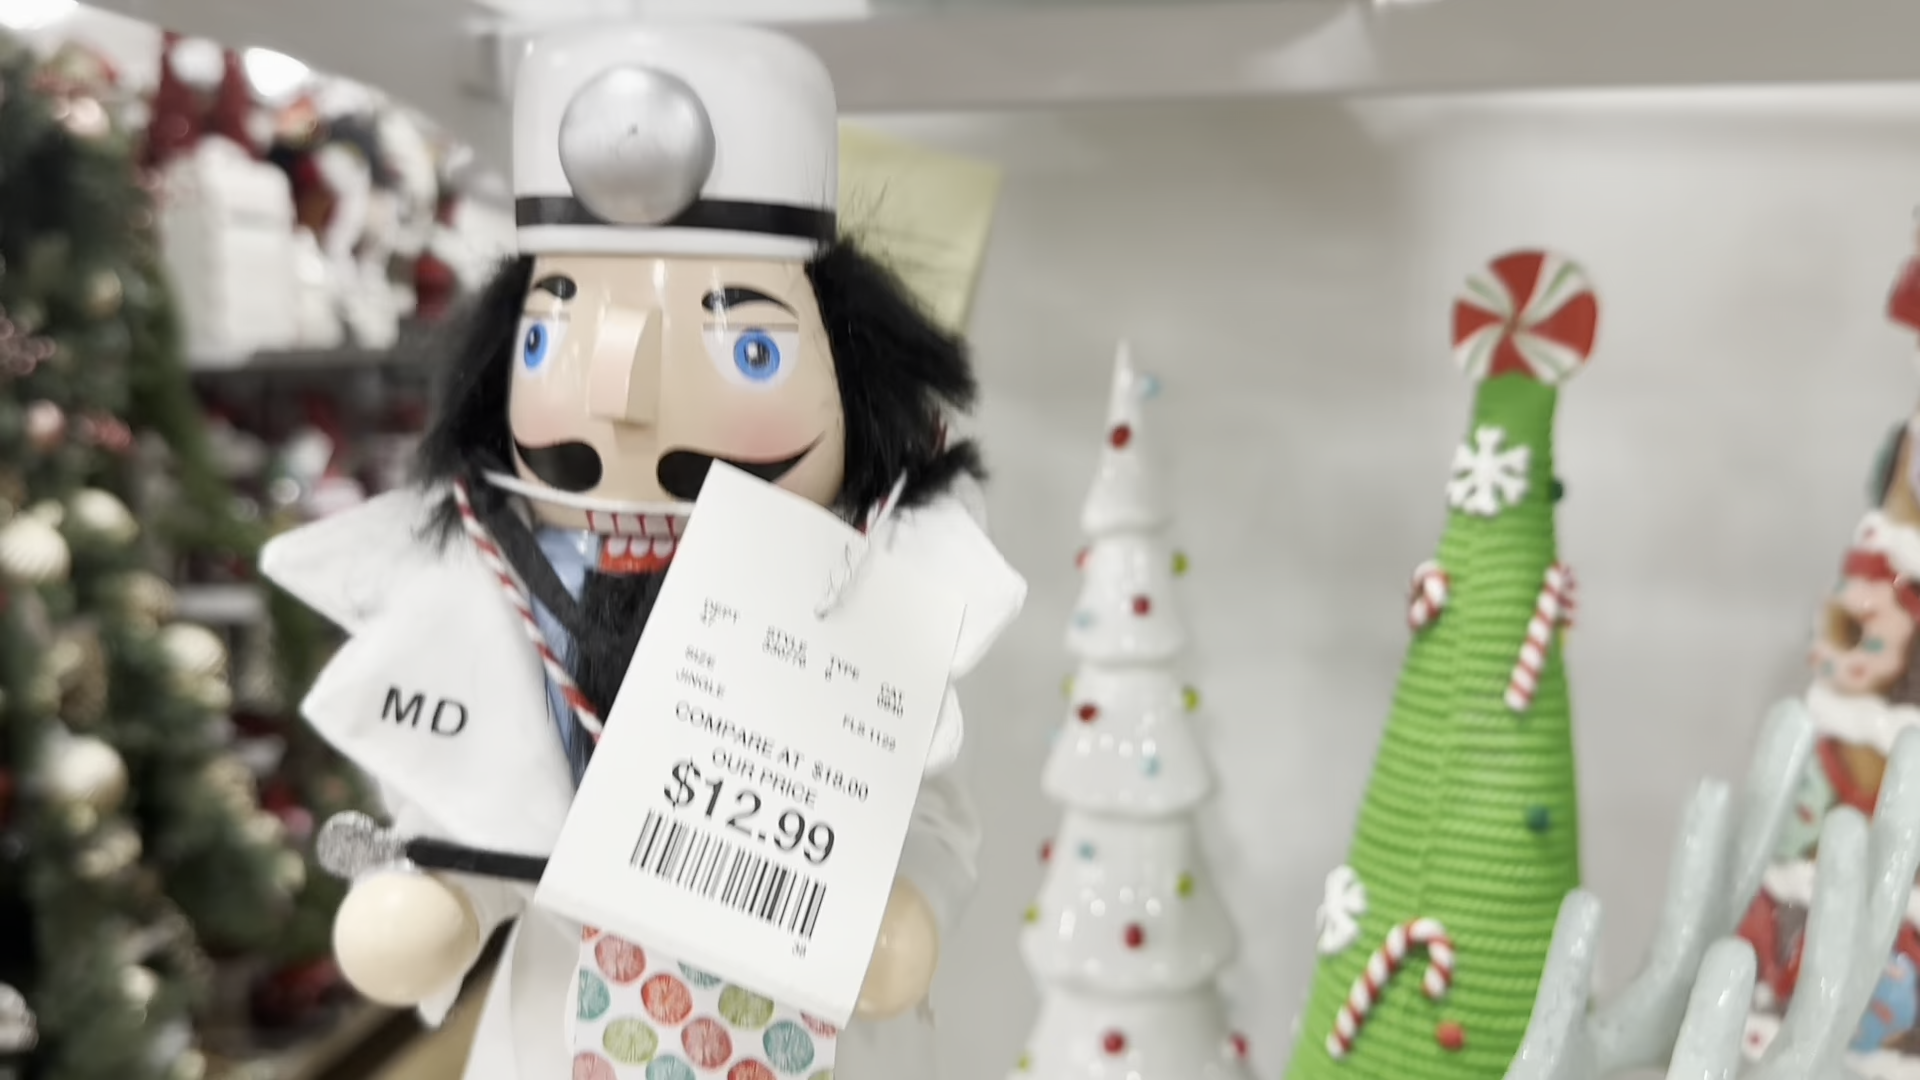 MD
DEPT STYLE TYPE CAT
SIZE
JINGLE
COMPARE AT $18.00
OUR PRICE
$12.99